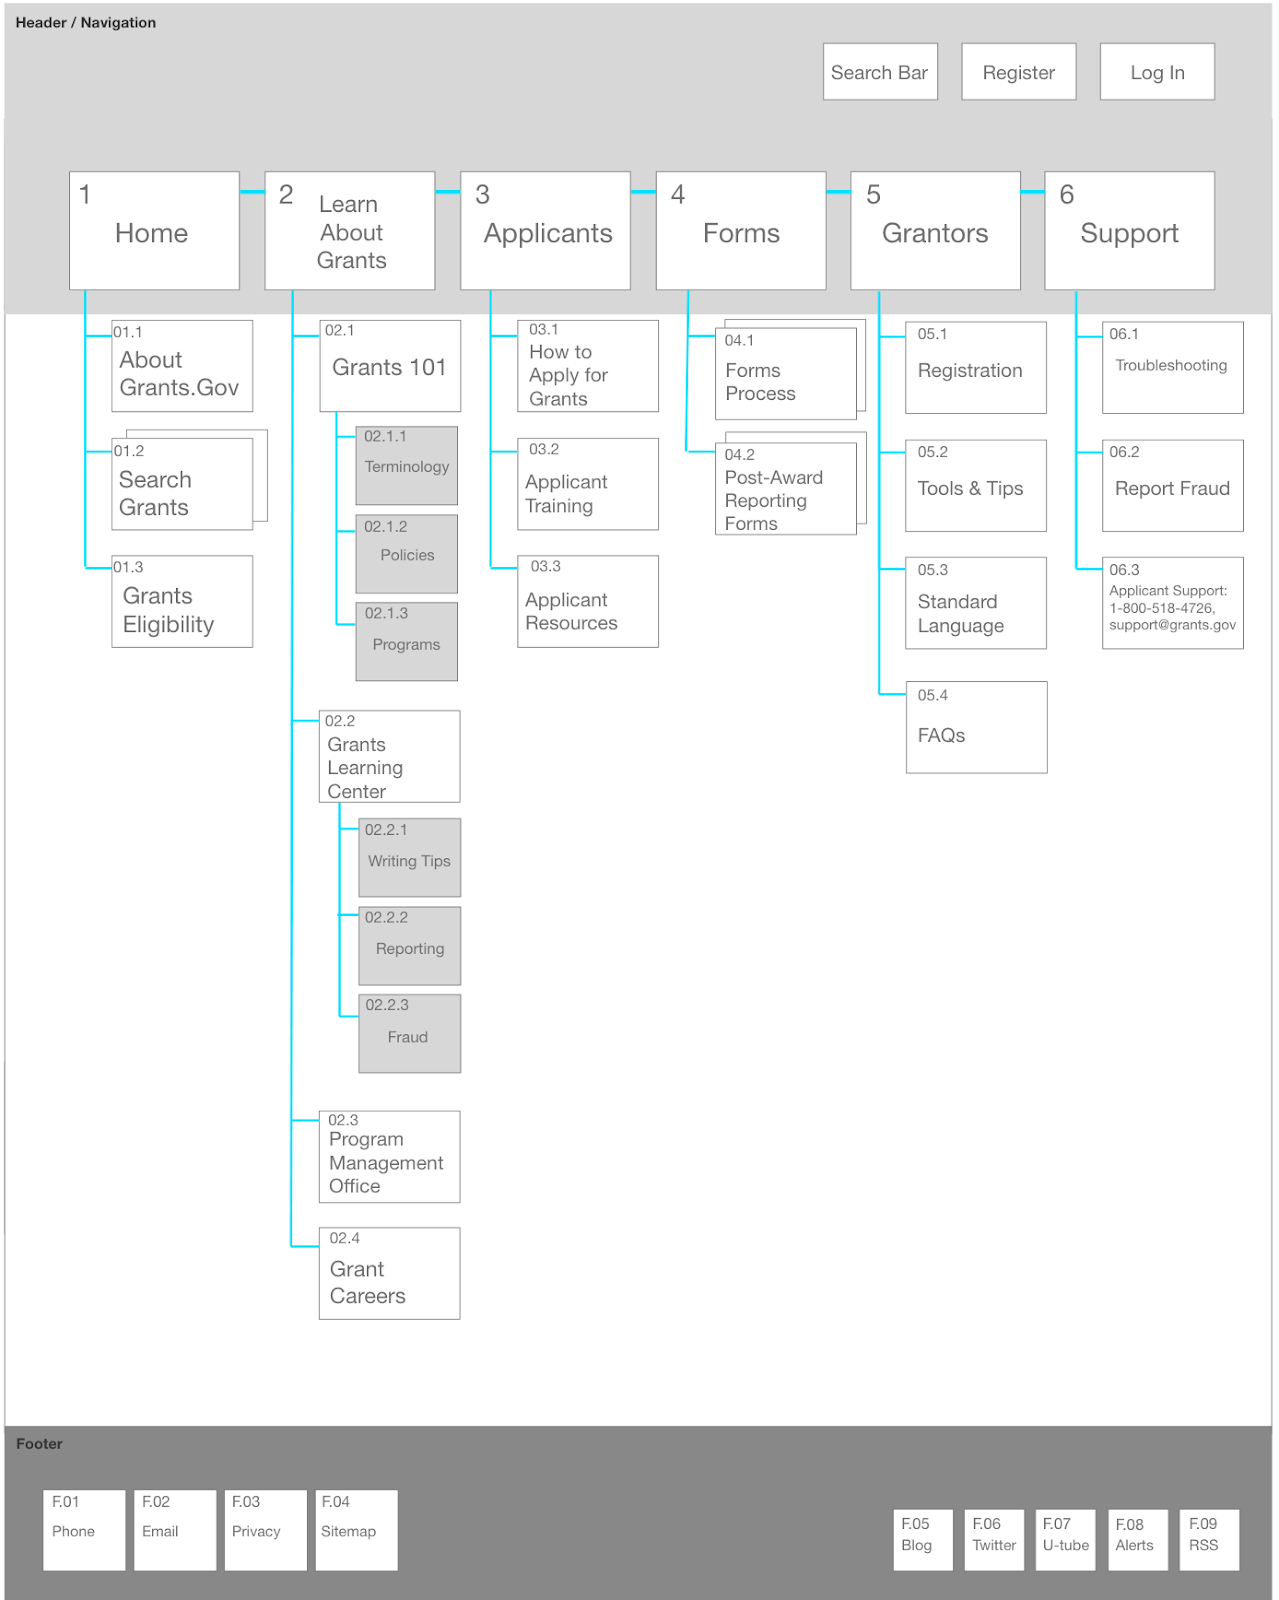 Header / Navigation
Search Bar
Register
Log In
1
Home
2
Learn
About
Grants
3
Applicants
4
Forms
5
Grantors
6
Support
01.1
About
Grants.Gov
01.2
Search
Grants
01.3
Grants
Eligibility
02.1
Grants 101
02.1.1
Terminology
02.1.2
Policies
02.1.3
Programs
02.2
Grants
Learning
Center
02.2.1
Writing Tips
02.2.2
Reporting
02.2.3
Fraud
02.3
Program
Management
Office
02.4
Grant
Careers
03.1
How to
Apply for
Grants
03.2
Applicant
Training
03.3
Applicant
Resources
04.1
Forms
Process
04.2
Post-Award
Reporting
Forms
05.1
Registration
05.2
Tools & Tips
05.3
Standard
Language
05.4
FAQs
06.1
Troubleshooting
06.2
Report Fraud
06.3
Applicant Support:
1-800-518-4726,
support@grants.gov
Footer
F.01
Phone
F.02
Email
F.03
Privacy
F.04
Sitemap
F.05
Blog
F.06
Twitter
F.07
U-tube
F.08
Alerts
F.09
RSS